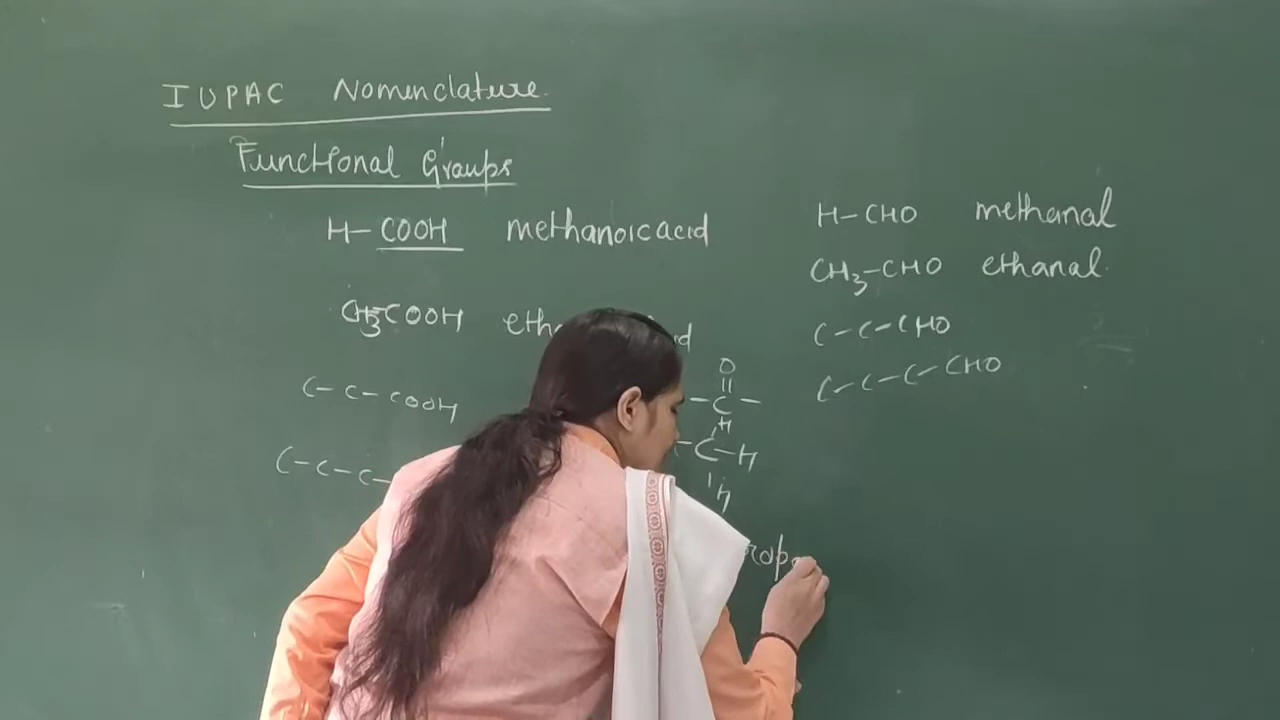 IUPAC Nomenclature
Functional Groups
H-COOH methanoicacid
CH3COOH
C-C-COOH
C-C-C-
O
||
-C-
H
-C-H
H
H-CHO methanal
CH3-CHO ethanal.
C-C-CHO
C-C-C-CHO